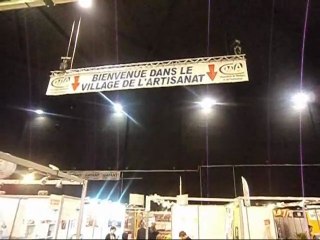 BIENVENUE DANS LE
VILLAGE DE L'ARTISANAT